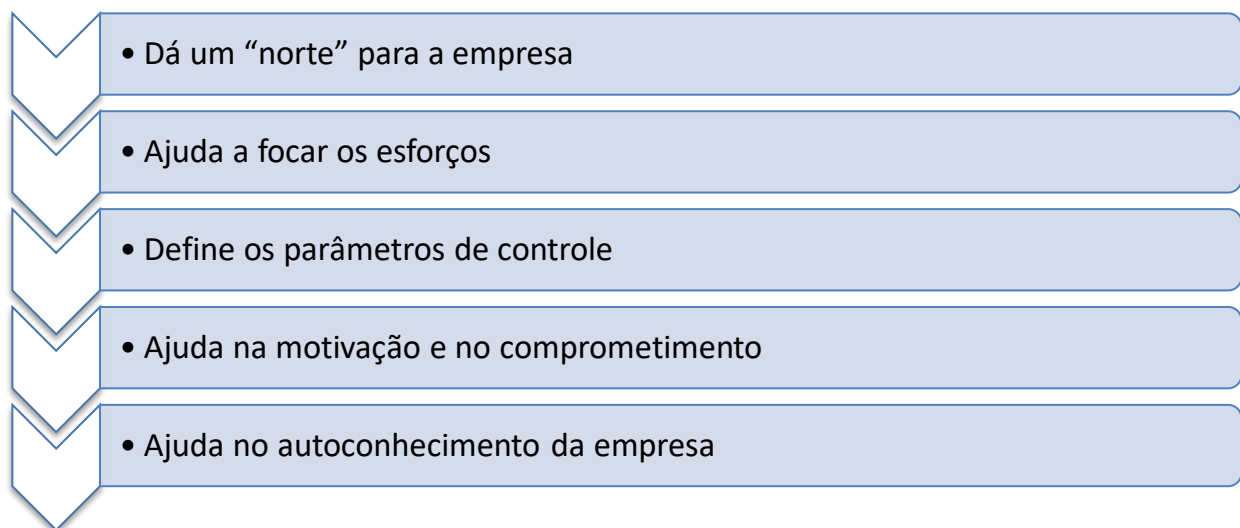 • Dá um “norte” para a empresa
• Ajuda a focar os esforços
• Define os parâmetros de controle
• Ajuda na motivação e no comprometimento
• Ajuda no autoconhecimento da empresa